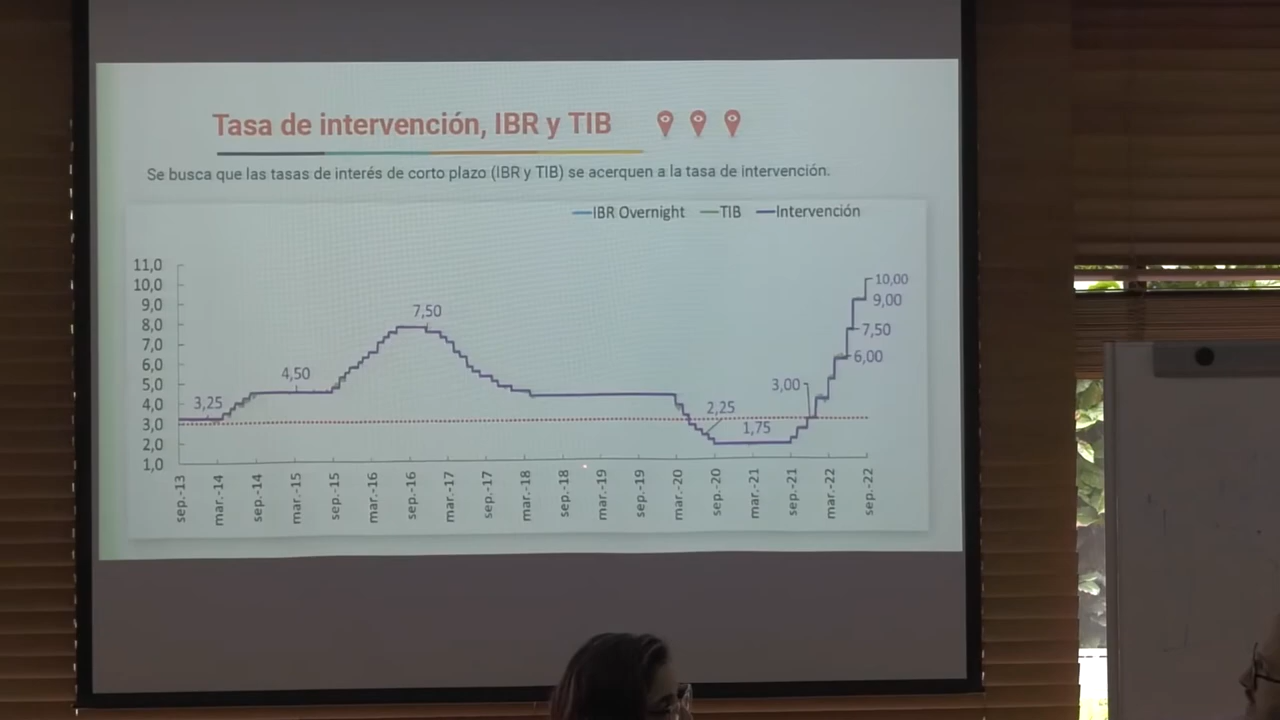 Tasa de intervención, IBR y TIB
Se busca que las tasas de interés de corto plazo (IBR y TIB) se acerquen a la tasa de intervención.
IBR Overnight TIB Intervención
11,0
10,0
9,0
8,0
7,0
6,0
5,0
4,0
3,0
2,0
1,0
3,25
4,50
7,50
2,25
1,75
3,00
10,00
9,00
7,50
6,00
sep.-13
mar.-14
sep.-14
mar.-15
sep.-15
mar.-16
sep.-16
mar.-17
sep.-17
mar.-18
sep.-18
mar.-19
sep.-19
mar.-20
sep.-20
mar.-21
sep.-21
mar.-22
sep.-22